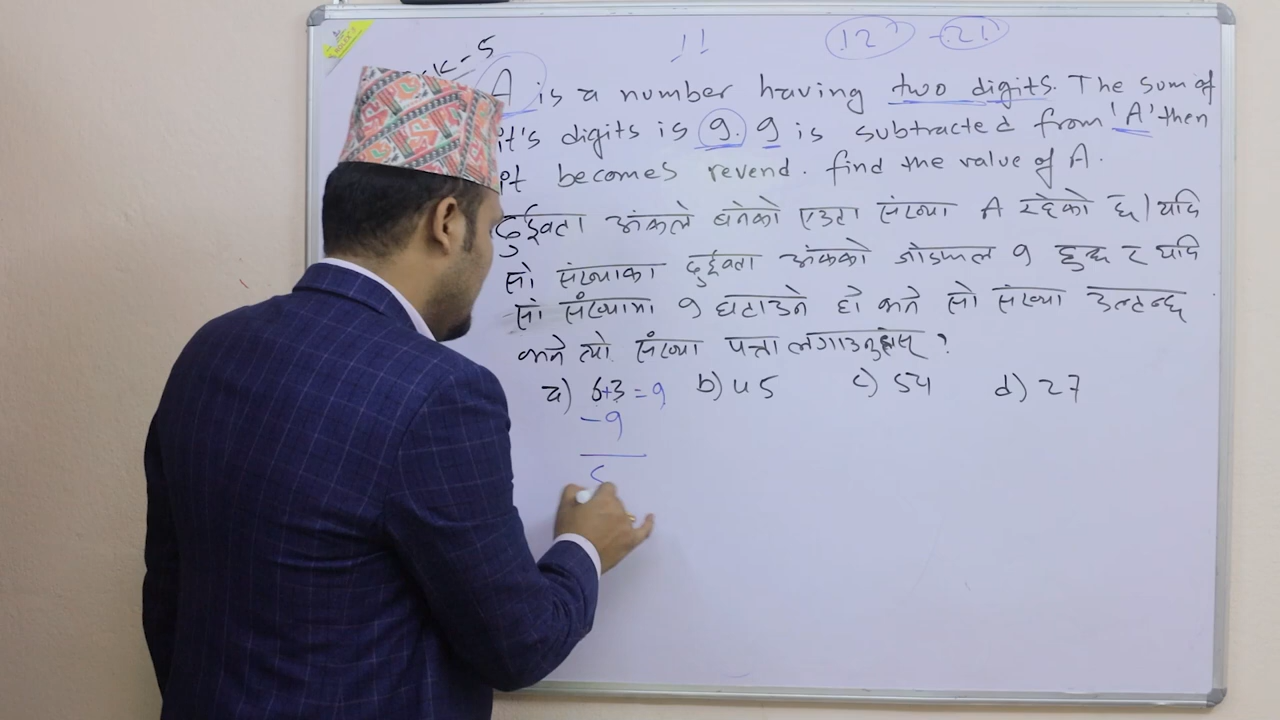 !! 12 - 21
A is a number having two digits. The sum of
it's digits is 9. 9 is subtracted from 'A' then
it becomes revend. find the value of A.
दुईवटा अंकले बनेको एउटा संख्या A रहेको छ। यदि
सो संख्याका दुईवटा अंकको जोडफल 9 हुन्छ र यदि
सो संख्यामा 9 घटाउने हो भने सो संख्या उल्टन्छ
भने त्यो संख्या पत्ता लगाउनुहोस् ?
a) 6+3 = 9 b) 45 c) 54 d) 27
- 9
5